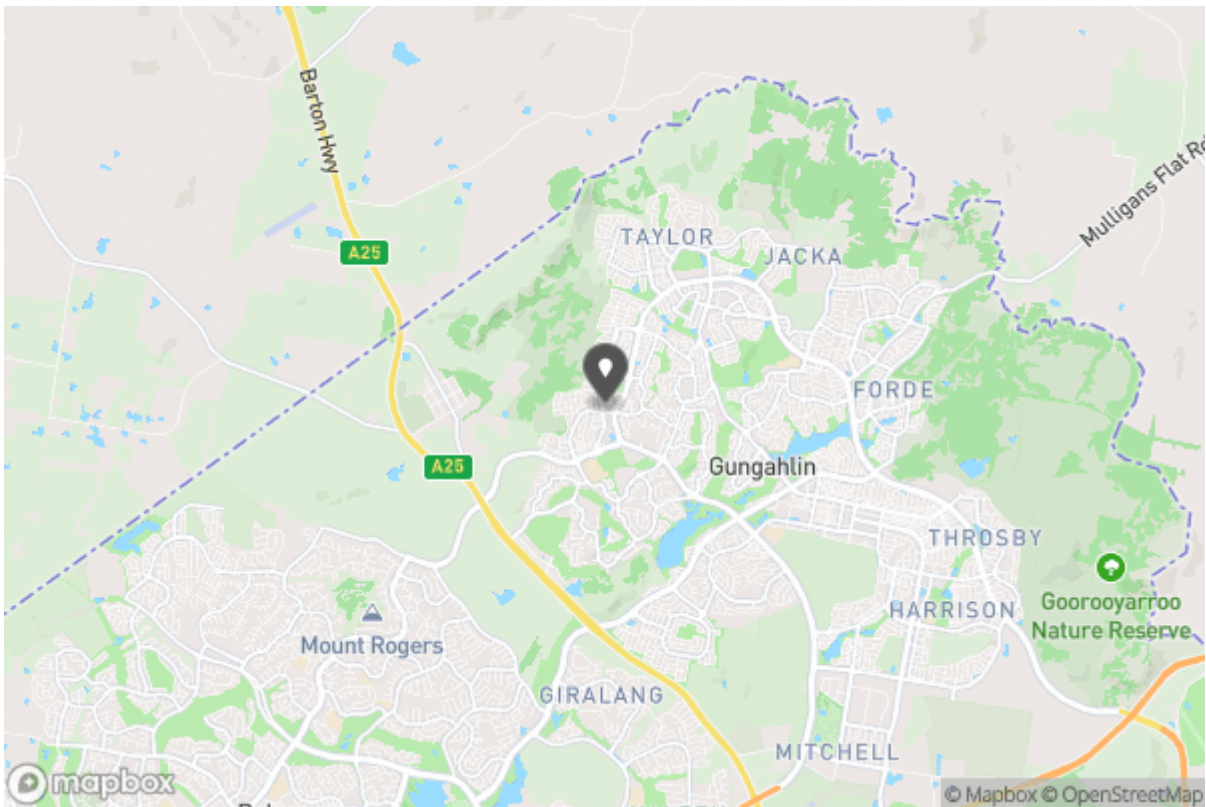 Barton Hwy
Mulligans Flat Rd
TAYLOR
A25
JACKA
FORDE
A25
Gungahlin
THROSBY
HARRISON
Goorooyarroo
Nature Reserve
Mount Rogers
GIRALANG
MITCHELL
mapbox
© Mapbox © OpenStreetMap